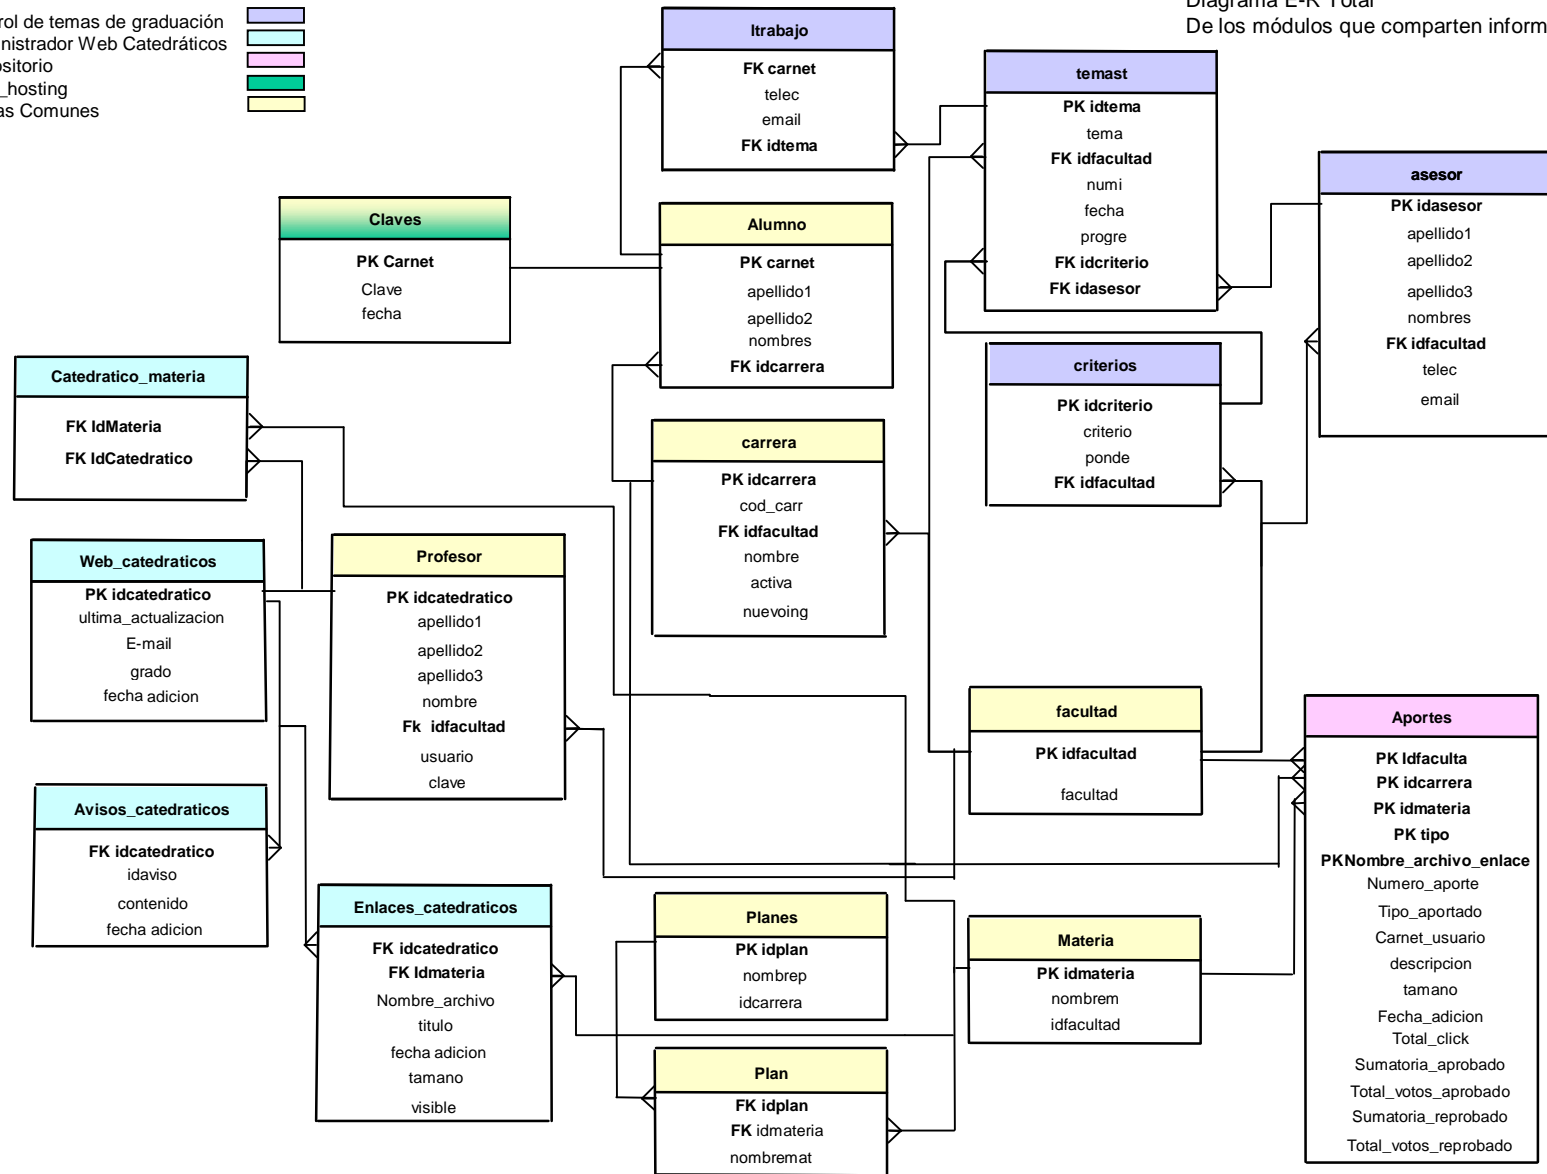 rol de temas de graduación
inistrador Web Catedráticos
ositorio
_hosting
as Comunes
Diagrama E-R Total
De los módulos que comparten inform
ltrabajo
FK carnet
telec
email
FK idtema
temast
PK idtema
tema
FK idfacultad
numi
fecha
progre
FK idcriterio
FK idasesor
asesor
PK idasesor
apellido1
apellido2
apellido3
nombres
FK idfacultad
telec
email
Claves
PK Carnet
Clave
fecha
Alumno
PK carnet
apellido1
apellido2
nombres
FK idcarrera
criterios
PK idcriterio
criterio
ponde
FK idfacultad
Catedratico_materia
FK IdMateria
FK IdCatedratico
carrera
PK idcarrera
cod_carr
FK idfacultad
nombre
activa
nuevoing
Web_catedraticos
PK idcatedratico
ultima_actualizacion
E-mail
grado
fecha adicion
Profesor
PK idcatedratico
apellido1
apellido2
apellido3
nombre
Fk idfacultad
usuario
clave
facultad
PK idfacultad
facultad
Aportes
PK Idfaculta
PK idcarrera
PK idmateria
PK tipo
PKNombre_archivo_enlace
Numero_aporte
Tipo_aportado
Carnet_usuario
descripcion
tamano
Fecha_adicion
Total_click
Sumatoria_aprobado
Total_votos_aprobado
Sumatoria_reprobado
Total_votos_reprobado
Avisos_catedraticos
FK idcatedratico
idaviso
contenido
fecha adicion
Enlaces_catedraticos
FK idcatedratico
FK Idmateria
Nombre_archivo
titulo
fecha adicion
tamano
visible
Planes
PK idplan
nombrep
idcarrera
Materia
PK idmateria
nombrem
idfacultad
Plan
FK idplan
FK idmateria
nombremat